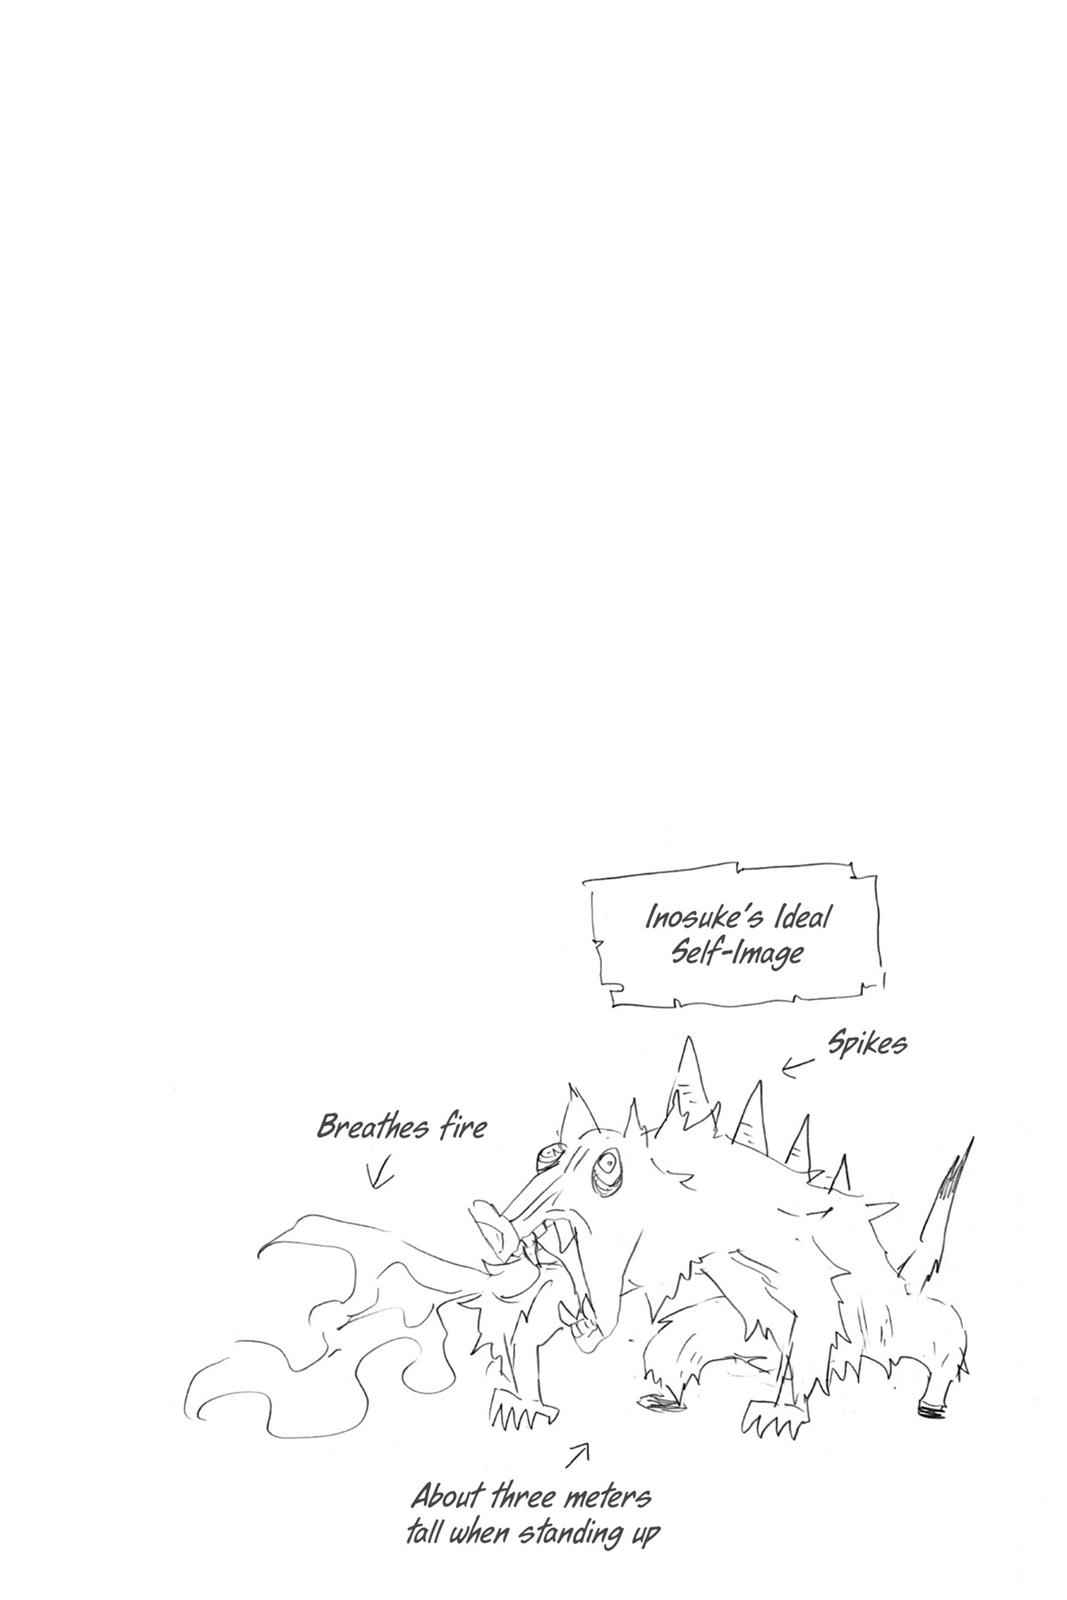 Inosuke's Ideal
Self-Image
Spikes
Breathes fire
About three meters
tall when standing up